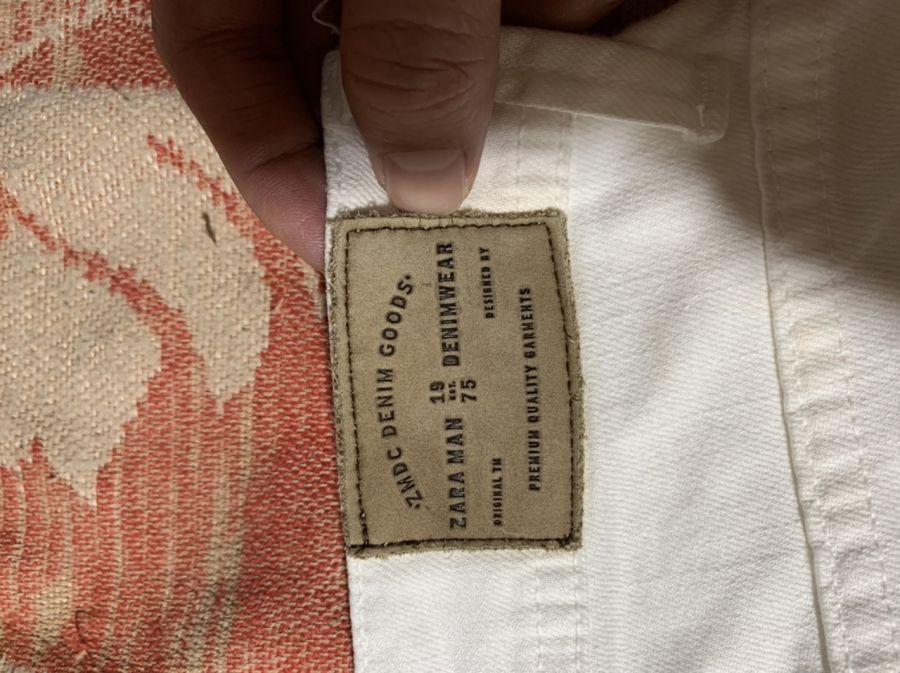 ZMDC DENIM GOODS.
ZARA MAN 19 EST. 75 DENIMWEAR
ORIGINAL TM DESIGNED BY
PREMIUM QUALITY GARMENTS